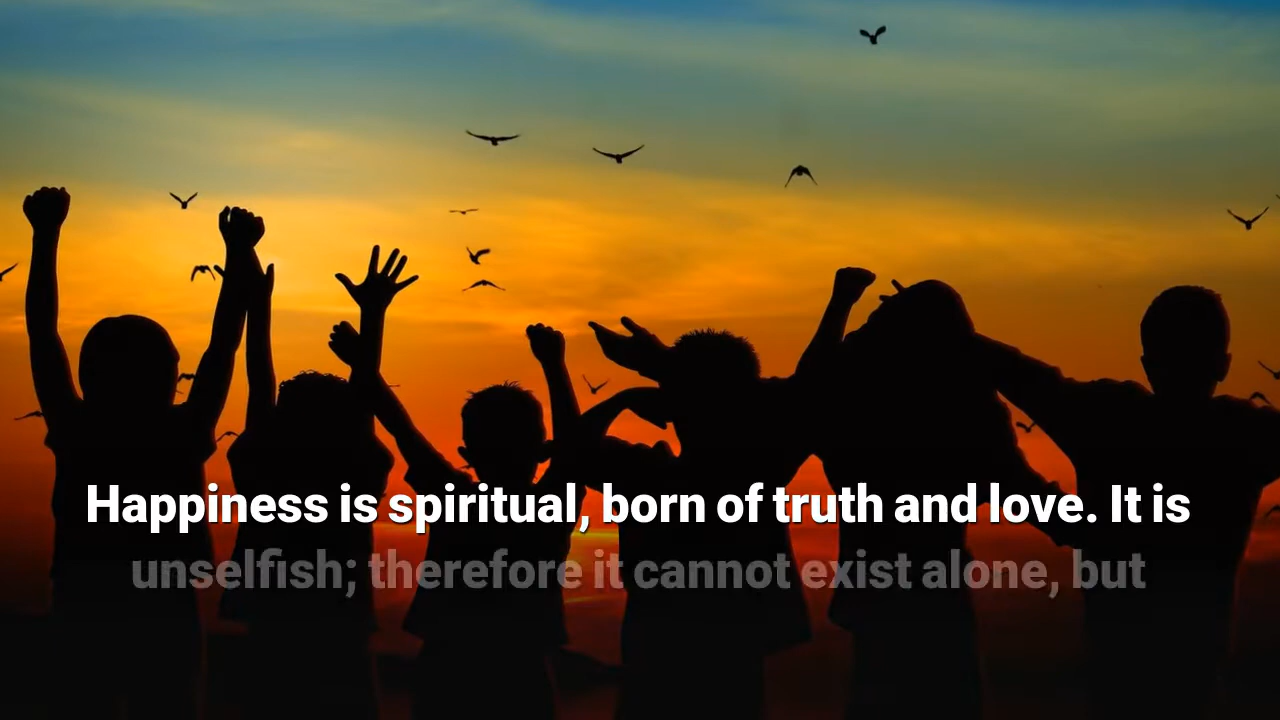 Happiness is spiritual, born of truth and love. It is
unselfish; therefore it cannot exist alone, but